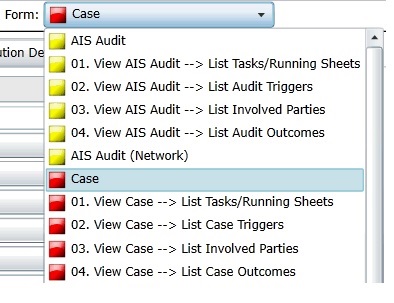 Form: Case
ution De
AIS Audit
01. View AIS Audit --> List Tasks/Running Sheets
02. View AIS Audit --> List Audit Triggers
03. View AIS Audit --> List Involved Parties
04. View AIS Audit --> List Audit Outcomes
AIS Audit (Network)
Case
01. View Case --> List Tasks/Running Sheets
02. View Case --> List Case Triggers
03. View Case --> List Involved Parties
04. View Case --> List Case Outcomes